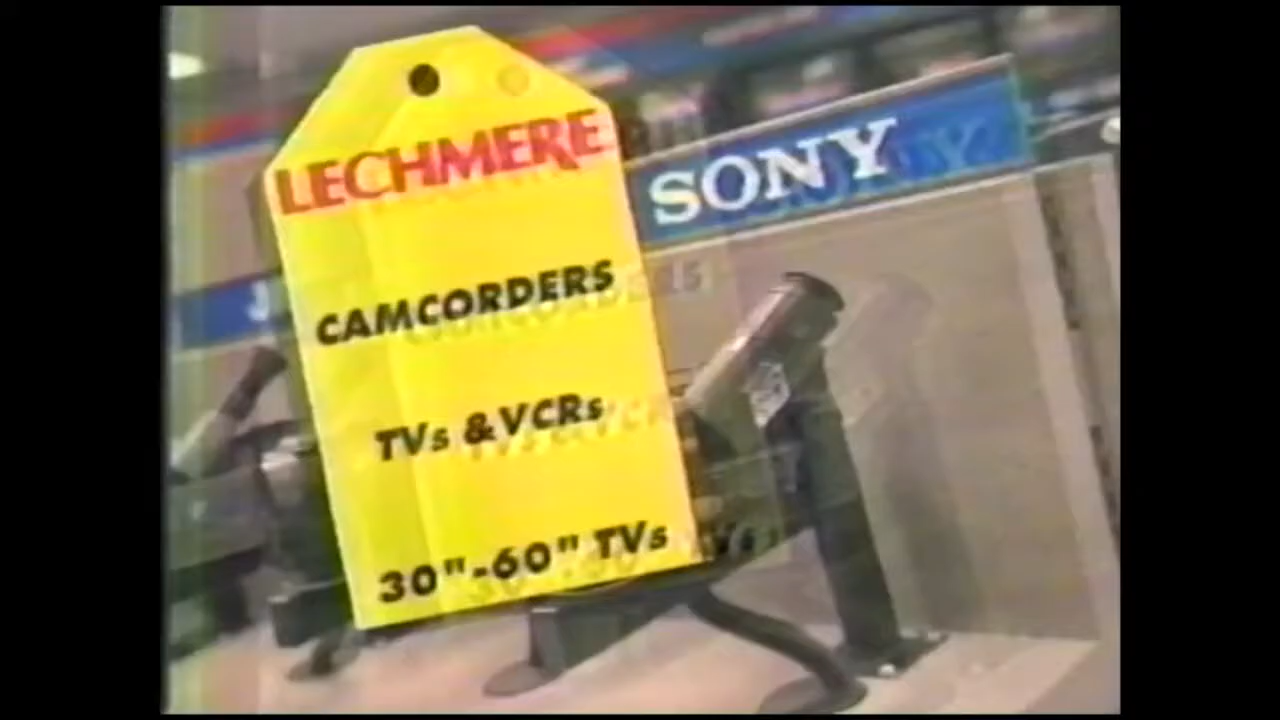 LECHMERE
SONY
CAMCORDERS
TVs & VCRs
30"-60" TVs